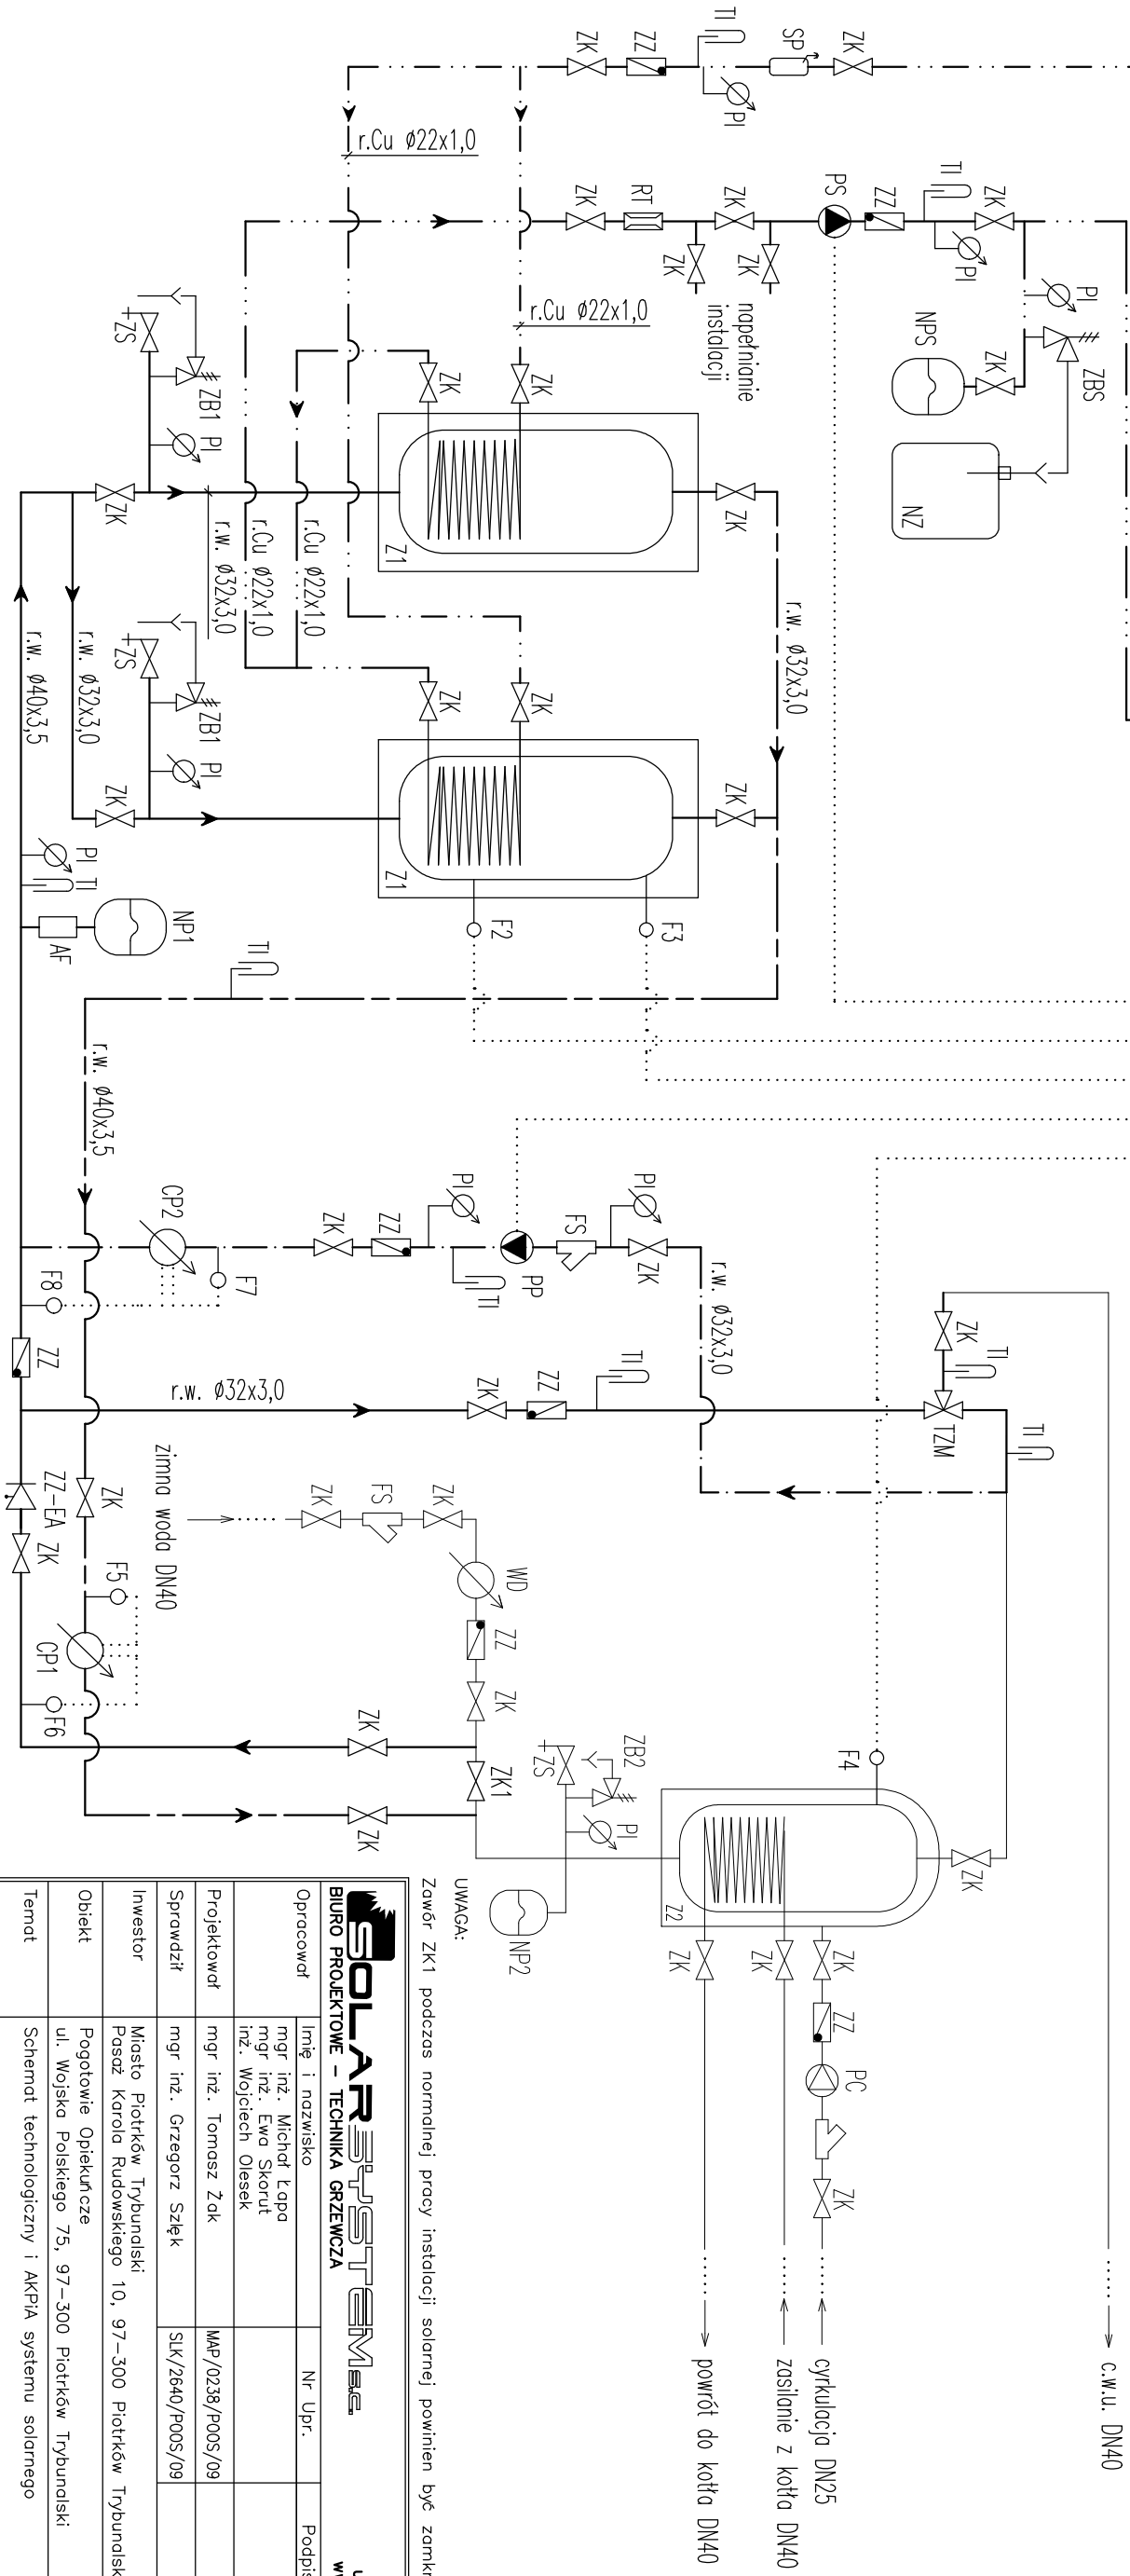 ZK
SP
TI
PI
ZZ
ZK
r.Cu ø22x1,0
ZK
TI
PI
ZZ
PS
ZK
ZK
ZK
RT
ZK
napełnianie
instalacji
r.Cu ø22x1,0
PI
ZBS
ZK
NPS
NZ
ZK
ZK
ZS
ZB1
PI
ZK
ZK
Z1
r.w. ø32x3,0
r.Cu ø22x1,0
r.Cu ø22x1,0
r.w. ø32x3,0
r.w. ø32x3,0
r.w. ø40x3,5
ZS
ZB1
PI
ZK
ZK
ZK
ZK
Z1
F2
F3
PI
TI
AF
NP1
TI
r.w. ø40x3,5
CP2
F7
F8
ZK
ZZ
PI
TI
PP
FS
PI
ZK
r.w. ø32x3,0
ZZ
r.w. ø32x3,0
ZK
ZZ
TI
ZK
TI
TZM
TI
zimna woda DN40
ZK
FS
ZK
WD
ZZ
ZK
ZZ-EA
ZK
ZK
F5
CP1
F6
ZK
ZK1
ZK
ZS
ZB2
PI
NP2
F4
ZK
Z2
ZK
ZK
ZK
ZZ
PC
ZK
c.w.u. DN40
cyrkulacja DN25
zasilanie z kotła DN40
powrót do kotła DN40
UWAGA:
Zawór ZK1 podczas normalnej pracy instalacji solarnej powinien być
SOLARSYSTEM s.c.
BIURO PROJEKTOWE – TECHNIKA GRZEWCZA
Imię i nazwisko Nr Upr. Podpis
Opracował mgr inż. Michał Łapa
mgr inż. Ewa Skorut
inż. Wojciech Olesek
Projektował mgr inż. Tomasz Żak MAP/0238/POOS/09
Sprawdził mgr inż. Grzegorz Szlęk SLK/2640/POOS/09
Inwestor Miasto Piotrków Trybunalski
Pasaż Karola Rudowskiego 10, 97-300 Piotrków Trybunalsk
Obiekt Pogotowie Opiekuńcze
ul. Wojska Polskiego 75, 97-300 Piotrków Trybunalski
Temat Schemat technologiczny i AKPiA systemu solarnego